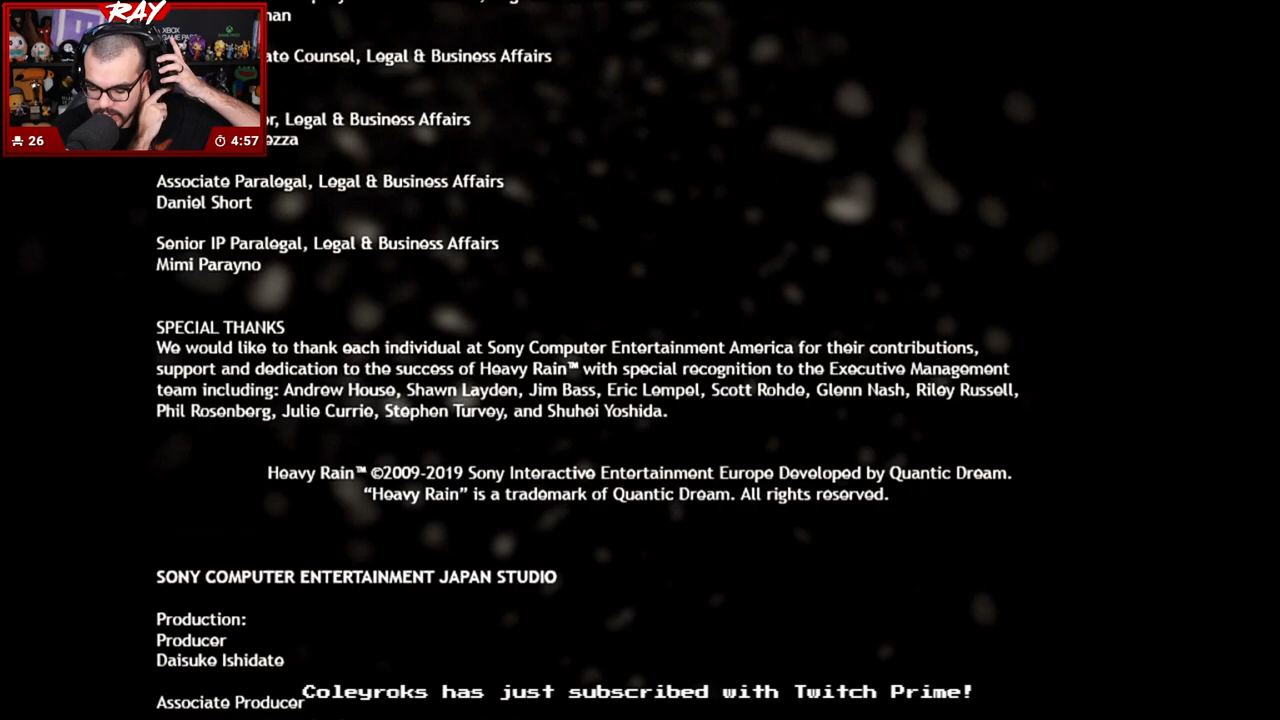 RAY
XBOX
GAME PASS
26
4:57
ate Counsel, Legal & Business Affairs
Legal & Business Affairs
Associate Paralegal, Legal & Business Affairs
Daniel Short
Senior IP Paralegal, Legal & Business Affairs
Mimi Parayno
SPECIAL THANKS
We would like to thank each individual at Sony Computer Entertainment America for their contributions,
support and dedication to the success of Heavy Rain™ with special recognition to the Executive Management
team including: Andrew House, Shawn Layden, Jim Bass, Eric Lempel, Scott Rohde, Glenn Nash, Riley Russell,
Phil Rosenberg, Julie Currie, Stephen Turvey, and Shuhei Yoshida.
Heavy Rain™ ©2009-2019 Sony Interactive Entertainment Europe Developed by Quantic Dream.
“Heavy Rain” is a trademark of Quantic Dream. All rights reserved.
SONY COMPUTER ENTERTAINMENT JAPAN STUDIO
Production:
Producer
Daisuke Ishidate
Associate Producer
Coleyroks has just subscribed with Twitch Prime!